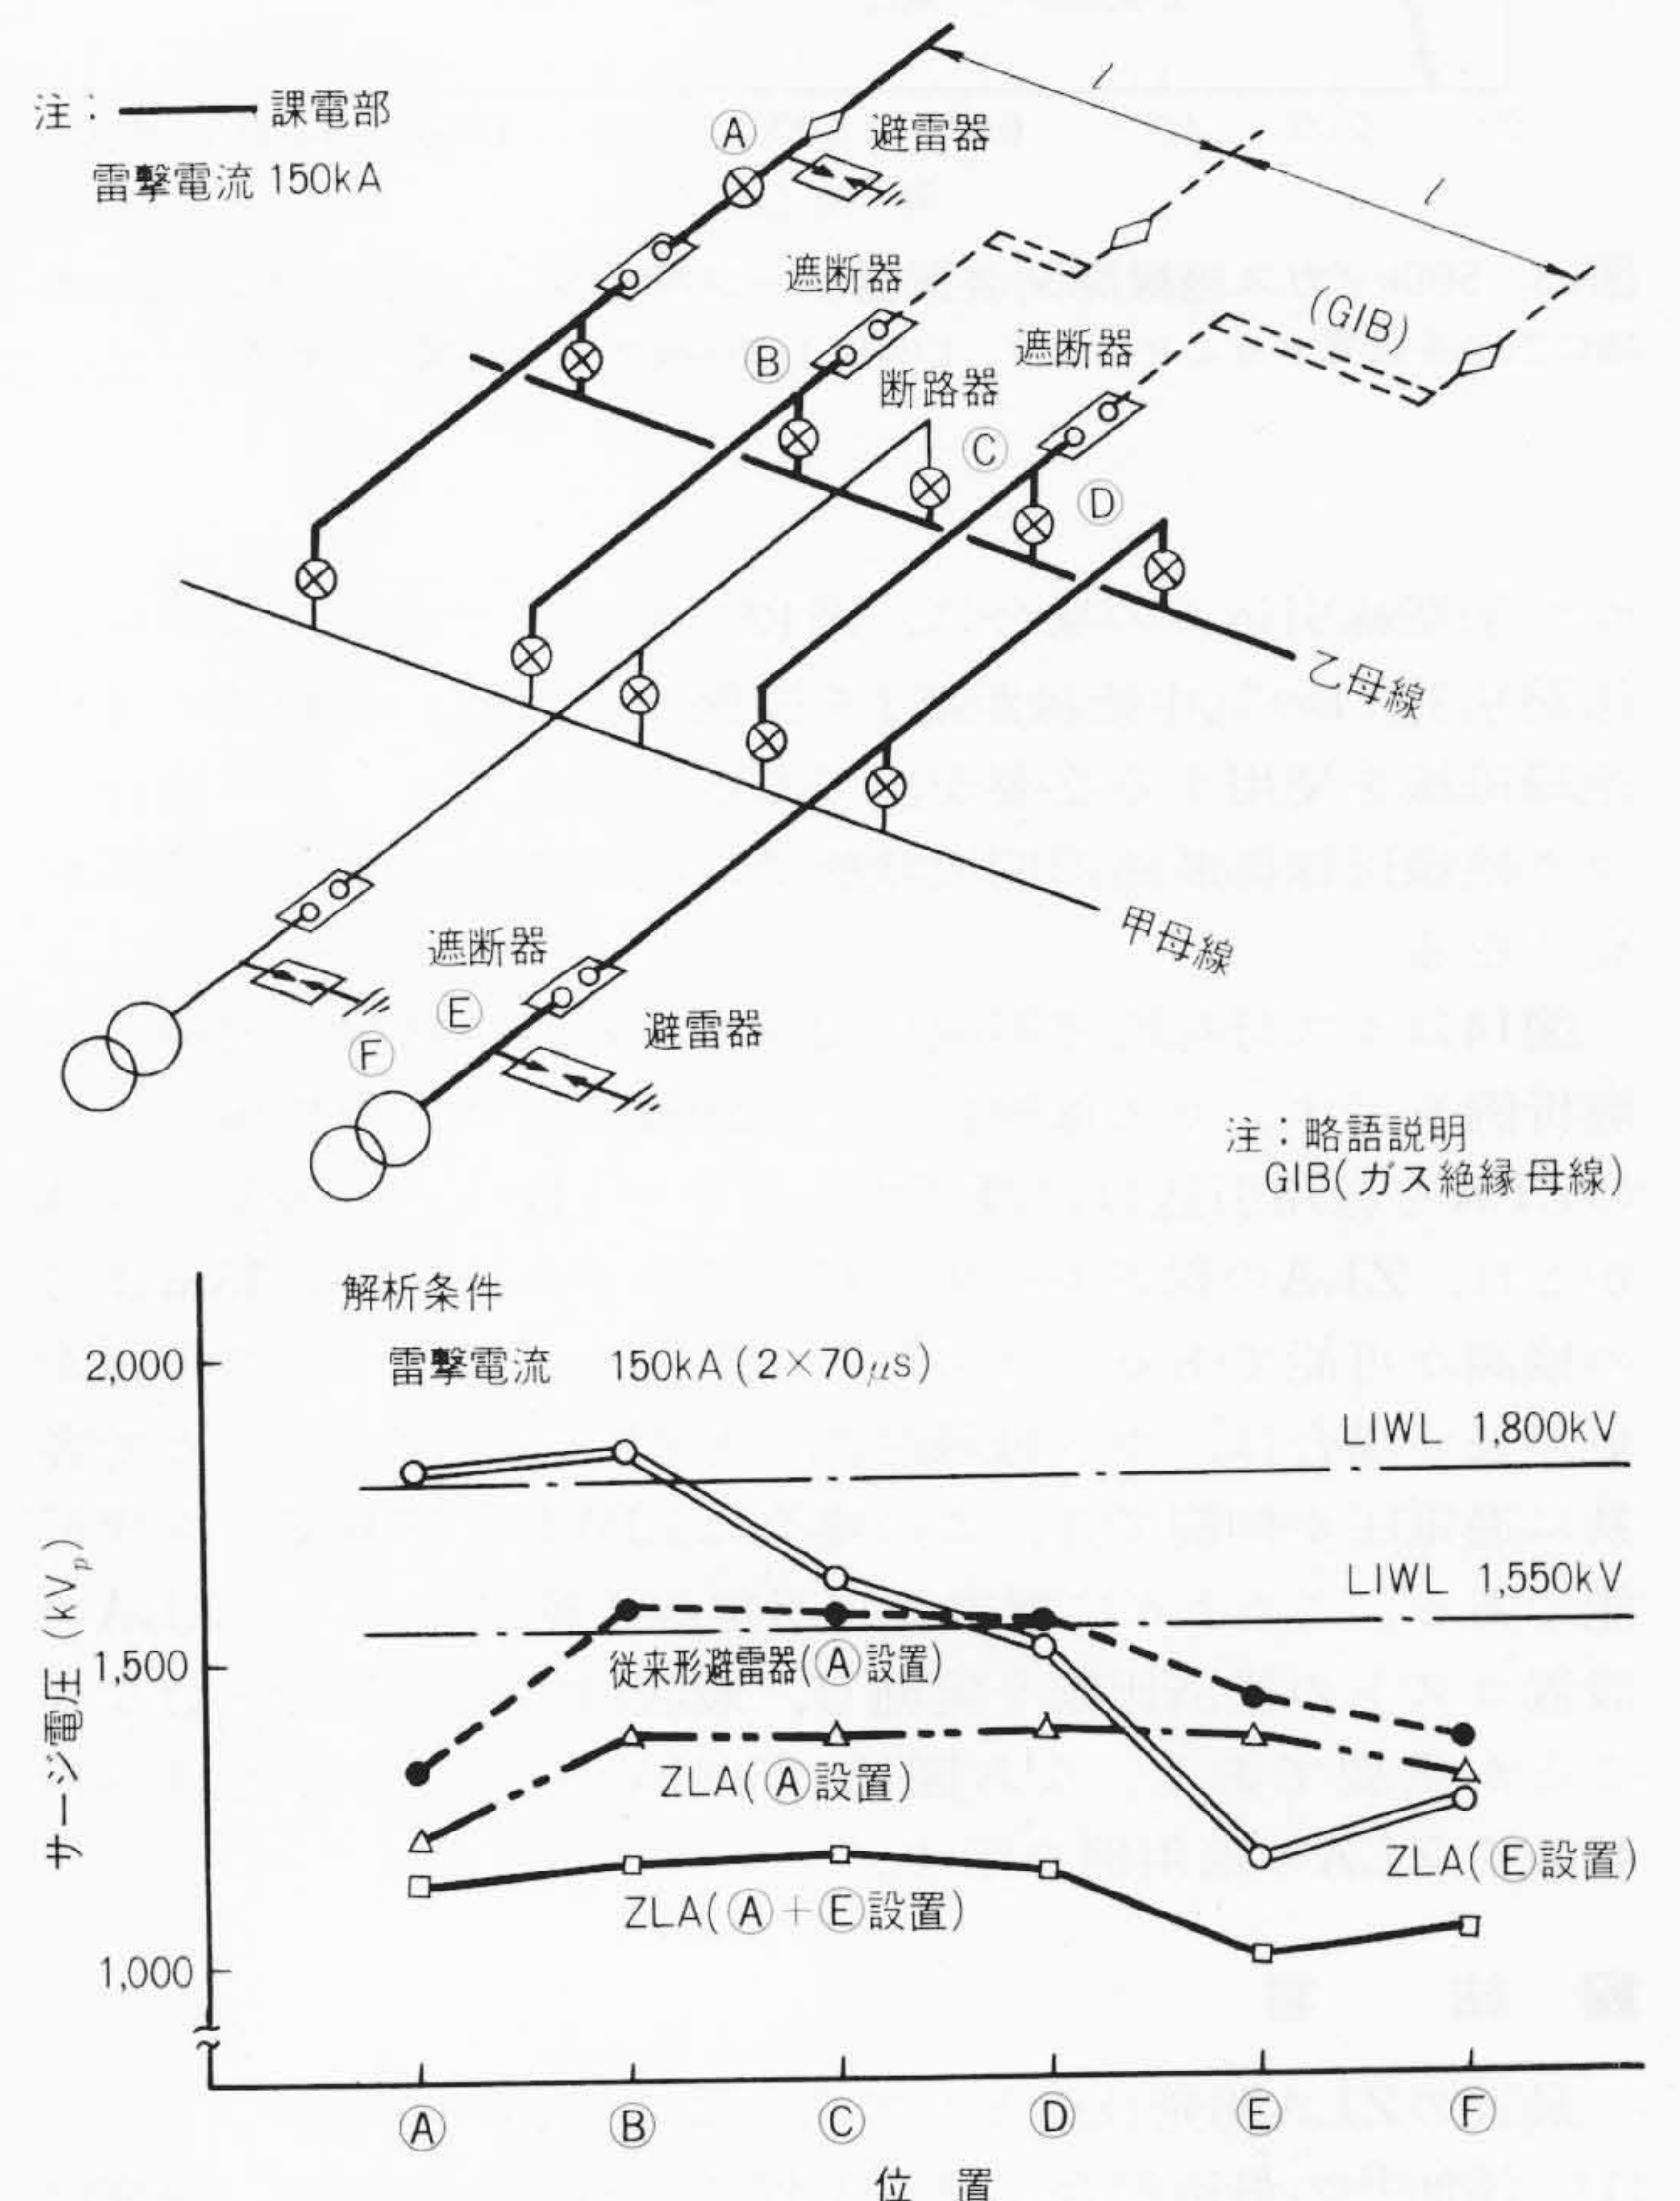 注：━━━課電部
雷撃電流 150kA
Ⓐ
避雷器
l
l
遮断器
Ⓑ
遮断器
(GIB)
断路器
Ⓒ
Ⓓ
乙母線
甲母線
遮断器
Ⓔ
避雷器
Ⓕ
注：略語説明
GIB(ガス絶縁母線)
解析条件
雷撃電流 150kA (2×70μs)
2,000
1,500
1,000
サージ電圧 (kVp)
LIWL 1,800kV
LIWL 1,550kV
従来形避雷器(Ⓐ設置)
ZLA(Ⓐ設置)
ZLA(Ⓔ設置)
ZLA(Ⓐ+Ⓔ設置)
Ⓐ Ⓑ Ⓒ Ⓓ Ⓔ Ⓕ
位置